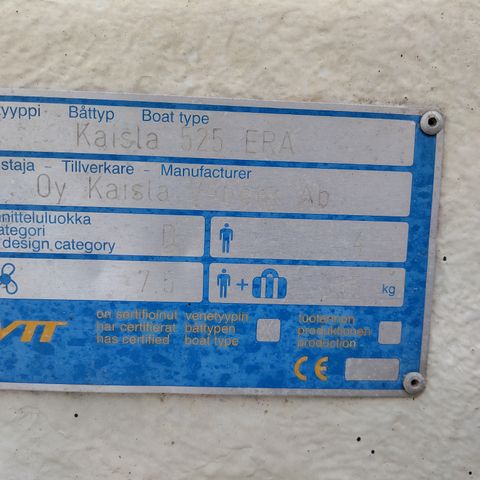 tyyppi Båttyp Boat type
Kaisla 525 ERA
staja - Tillverkare - Manufacturer
Oy Kaisla Ab
nitteluluokka
ategori
design category
D
4
7.5
+
kg
VTT
on sertifioinut venetyypin
har certifierat båttypen
has certified boat type
X
tuotannon
produktionen
production
CE